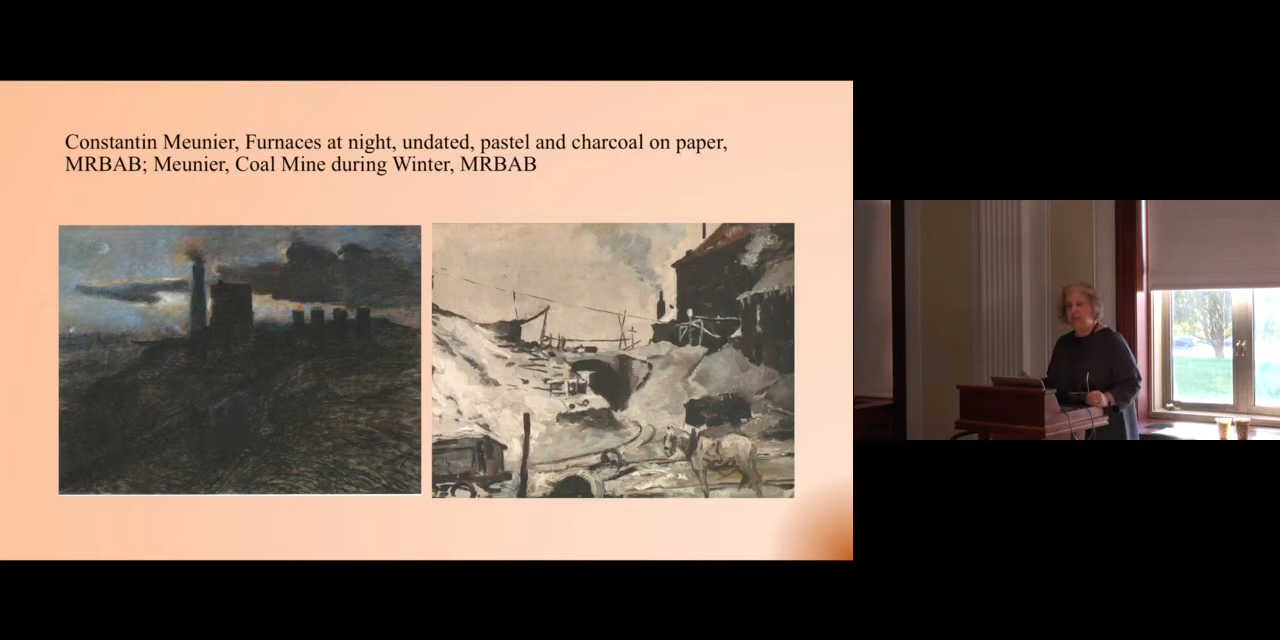 Constantin Meunier, Furnaces at night, undated, pastel and charcoal on paper,
MRBAB; Meunier, Coal Mine during Winter, MRBAB